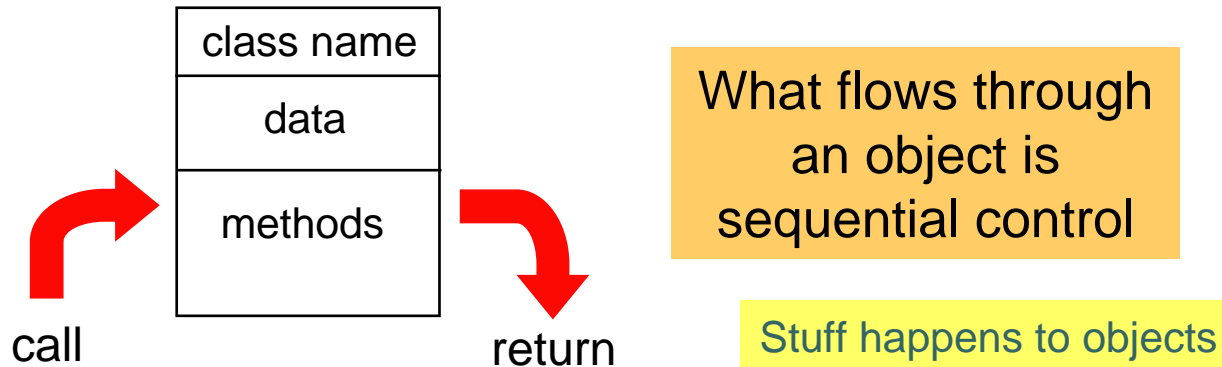 class name
data
methods
call
return
What flows through
an object is
sequential control
Stuff happens to objects